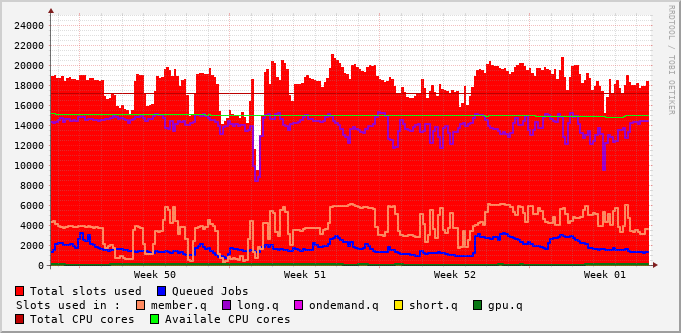 24000
22000
20000
18000
16000
14000
12000
10000
8000
6000
4000
2000
0
Week 50 Week 51 Week 52 Week 01
RRDTOOL / TOBI OETIKER
Total slots used Queued Jobs
Slots used in : member.q long.q ondemand.q short.q gpu.q
Total CPU cores Availale CPU cores